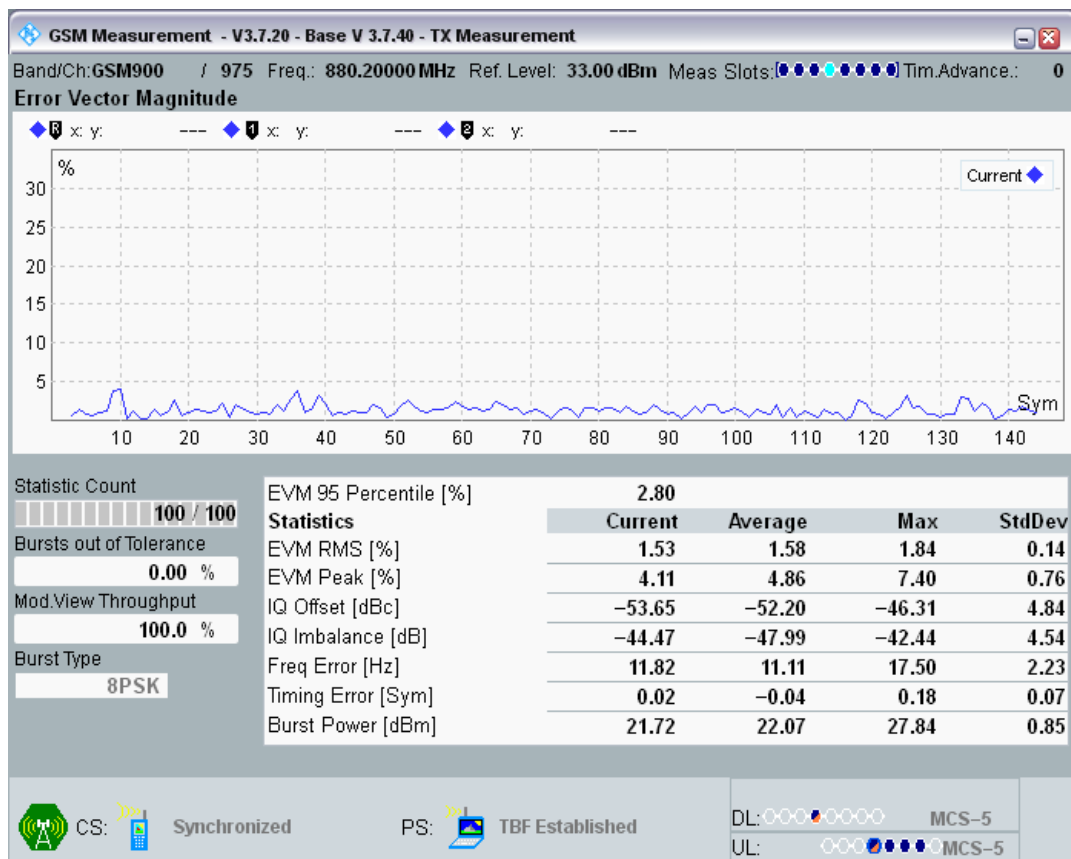 GSM Measurement - V3.7.20 - Base V 3.7.40 - TX Measurement
Band/Ch:GSM900 / 975 Freq.: 880.20000 MHz Ref. Level: 33.00 dBm Meas Slots: Tim.Advance.: 0
Error Vector Magnitude
R x: y: --- 1 x: y: --- 2 x: y: ---
%
Current
30
25
20
15
10
5
Sym
10 20 30 40 50 60 70 80 90 100 110 120 130 140
Statistic Count
100 / 100
Bursts out of Tolerance
0.00 %
Mod.View Throughput
100.0 %
Burst Type
8PSK
EVM 95 Percentile [%] 2.80
Statistics Current Average Max StdDev
EVM RMS [%] 1.53 1.58 1.84 0.14
EVM Peak [%] 4.11 4.86 7.40 0.76
IQ Offset [dBc] −53.65 −52.20 −46.31 4.84
IQ Imbalance [dB] −44.47 −47.99 −42.44 4.54
Freq Error [Hz] 11.82 11.11 17.50 2.23
Timing Error [Sym] 0.02 −0.04 0.18 0.07
Burst Power [dBm] 21.72 22.07 27.84 0.85
CS: Synchronized PS: TBF Established
DL: MCS−5
UL: MCS−5